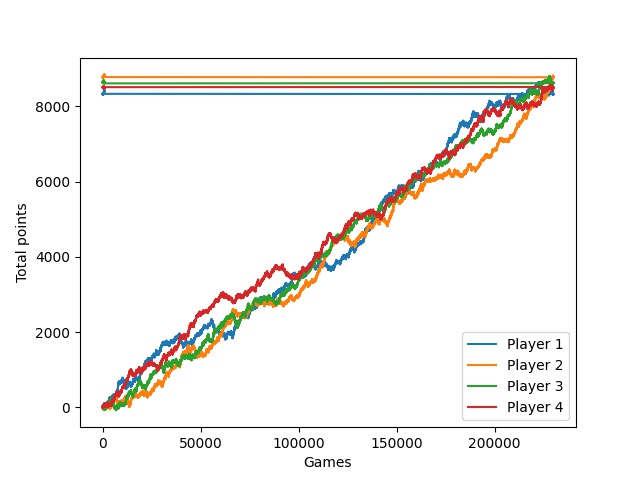 Total points
8000
6000
4000
2000
0
0
50000
100000
150000
200000
Games
Player 1
Player 2
Player 3
Player 4